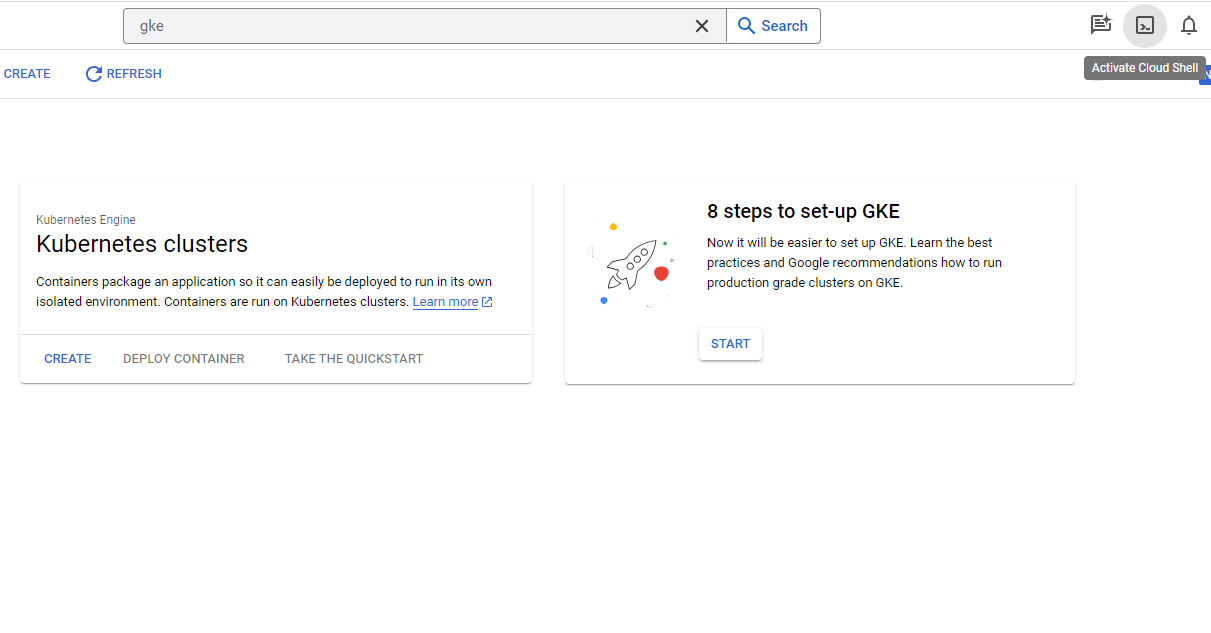 gke
Search
CREATE
REFRESH
Activate Cloud Shell
Kubernetes Engine
Kubernetes clusters
Containers package an application so it can easily be deployed to run in its own
isolated environment. Containers are run on Kubernetes clusters. Learn more
CREATE
DEPLOY CONTAINER
TAKE THE QUICKSTART
8 steps to set-up GKE
Now it will be easier to set up GKE. Learn the best
practices and Google recommendations how to run
production grade clusters on GKE.
START